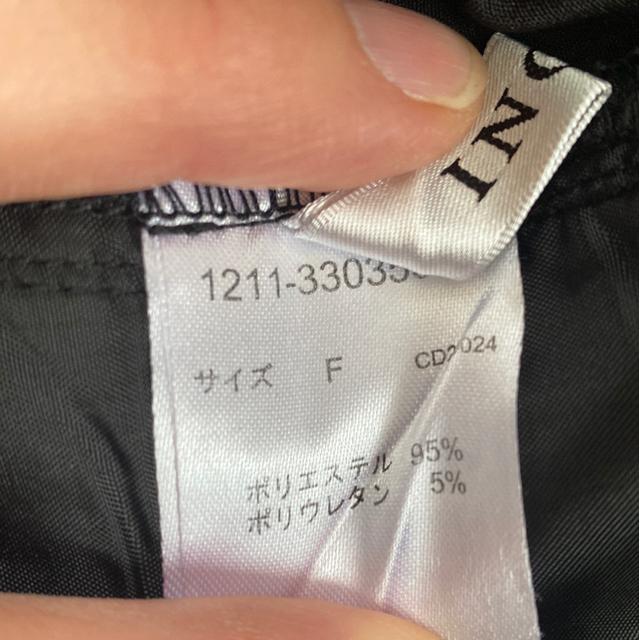 ING
1211-33035
サイズ F CD2024
ポリエステル 95%
ポリウレタン 5%